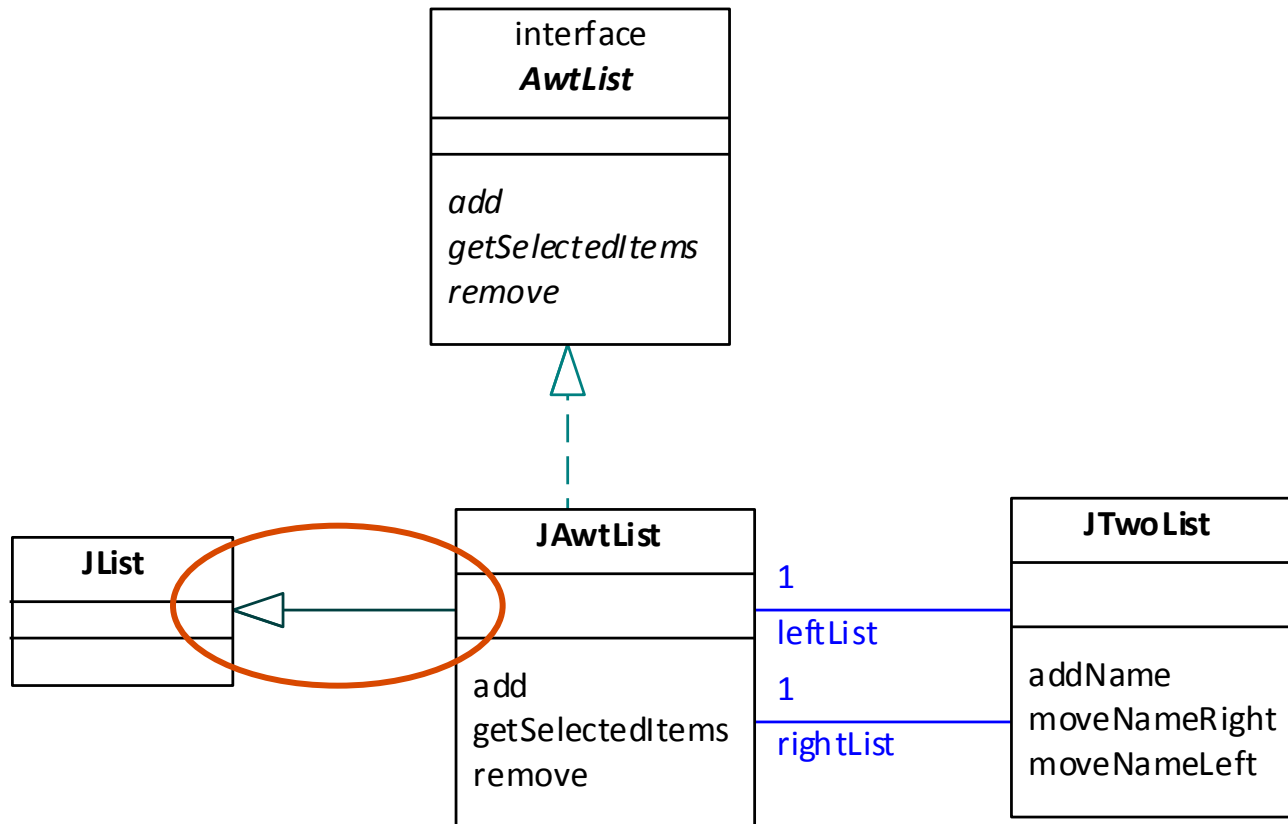 interface
AwtList
add
getSelectedItems
remove
JList
JAwtList
add
getSelectedItems
remove
1
leftList
1
rightList
JTwoList
addName
moveNameRight
moveNameLeft